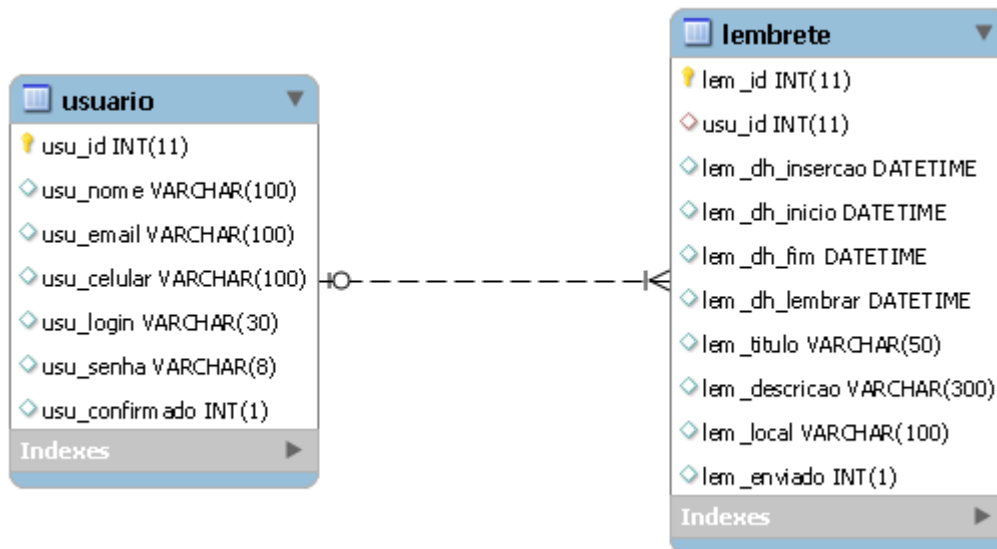 usuario
usu_id INT(11)
usu_nome VARCHAR(100)
usu_email VARCHAR(100)
usu_celular VARCHAR(100)
usu_login VARCHAR(30)
usu_senha VARCHAR(8)
usu_confirmado INT(1)
Indexes
lembrete
lem_id INT(11)
usu_id INT(11)
lem_dh_insercao DATETIME
lem_dh_inicio DATETIME
lem_dh_fim DATETIME
lem_dh_lembrar DATETIME
lem_titulo VARCHAR(50)
lem_descricao VARCHAR(300)
lem_local VARCHAR(100)
lem_enviado INT(1)
Indexes